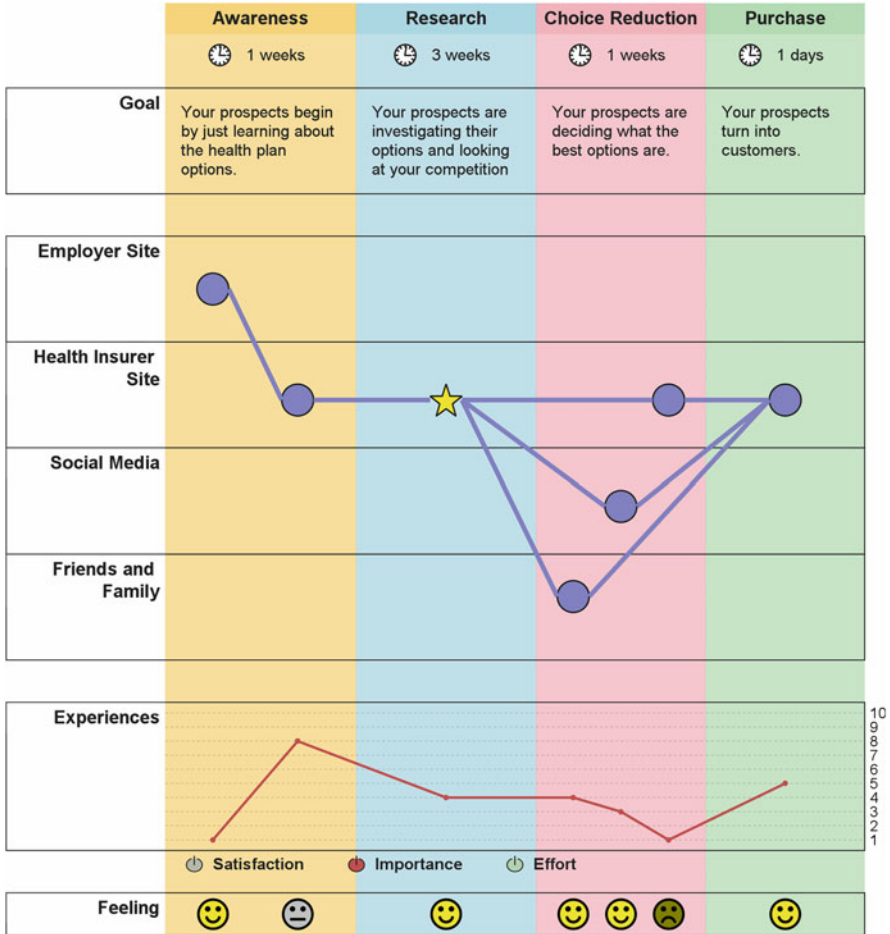 Awareness
Research
Choice Reduction
Purchase
1 weeks
3 weeks
1 weeks
1 days
Goal
Your prospects begin
by just learning about
the health plan
options.
Your prospects are
investigating their
options and looking
at your competition
Your prospects are
deciding what the
best options are.
Your prospects
turn into
customers.
Employer Site
Health Insurer
Site
Social Media
Friends and
Family
Experiences
10
9
8
7
6
5
4
3
2
1
Satisfaction
Importance
Effort
Feeling